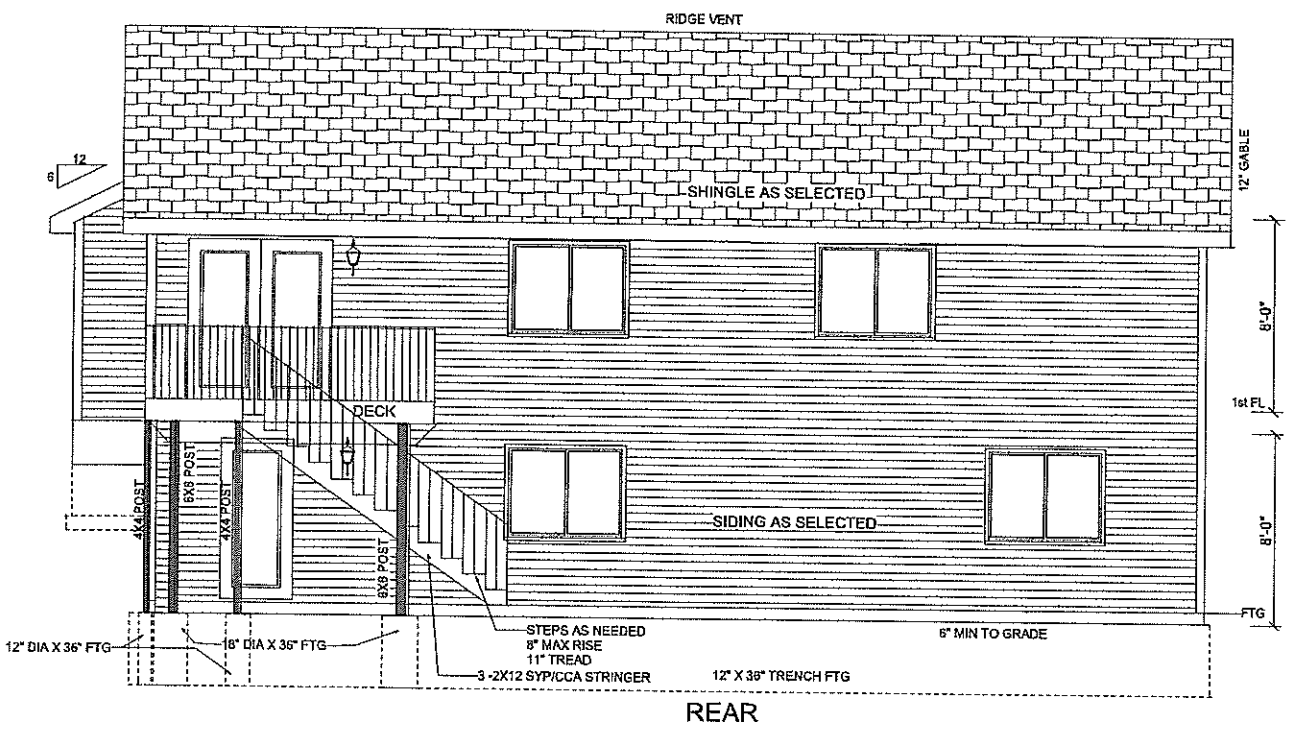 RIDGE VENT
12
6
12" GABLE
SHINGLE AS SELECTED
8'-0"
DECK
1st FL
4X4 POST
6X6 POST
4X4 POST
6X6 POST
SIDING AS SELECTED
8'-0"
FTG
STEPS AS NEEDED
8" MAX RISE
11" TREAD
6" MIN TO GRADE
12" DIA X 36" FTG
18" DIA X 36" FTG
3 -2X12 SYP/CCA STRINGER
12" X 36" TRENCH FTG
REAR